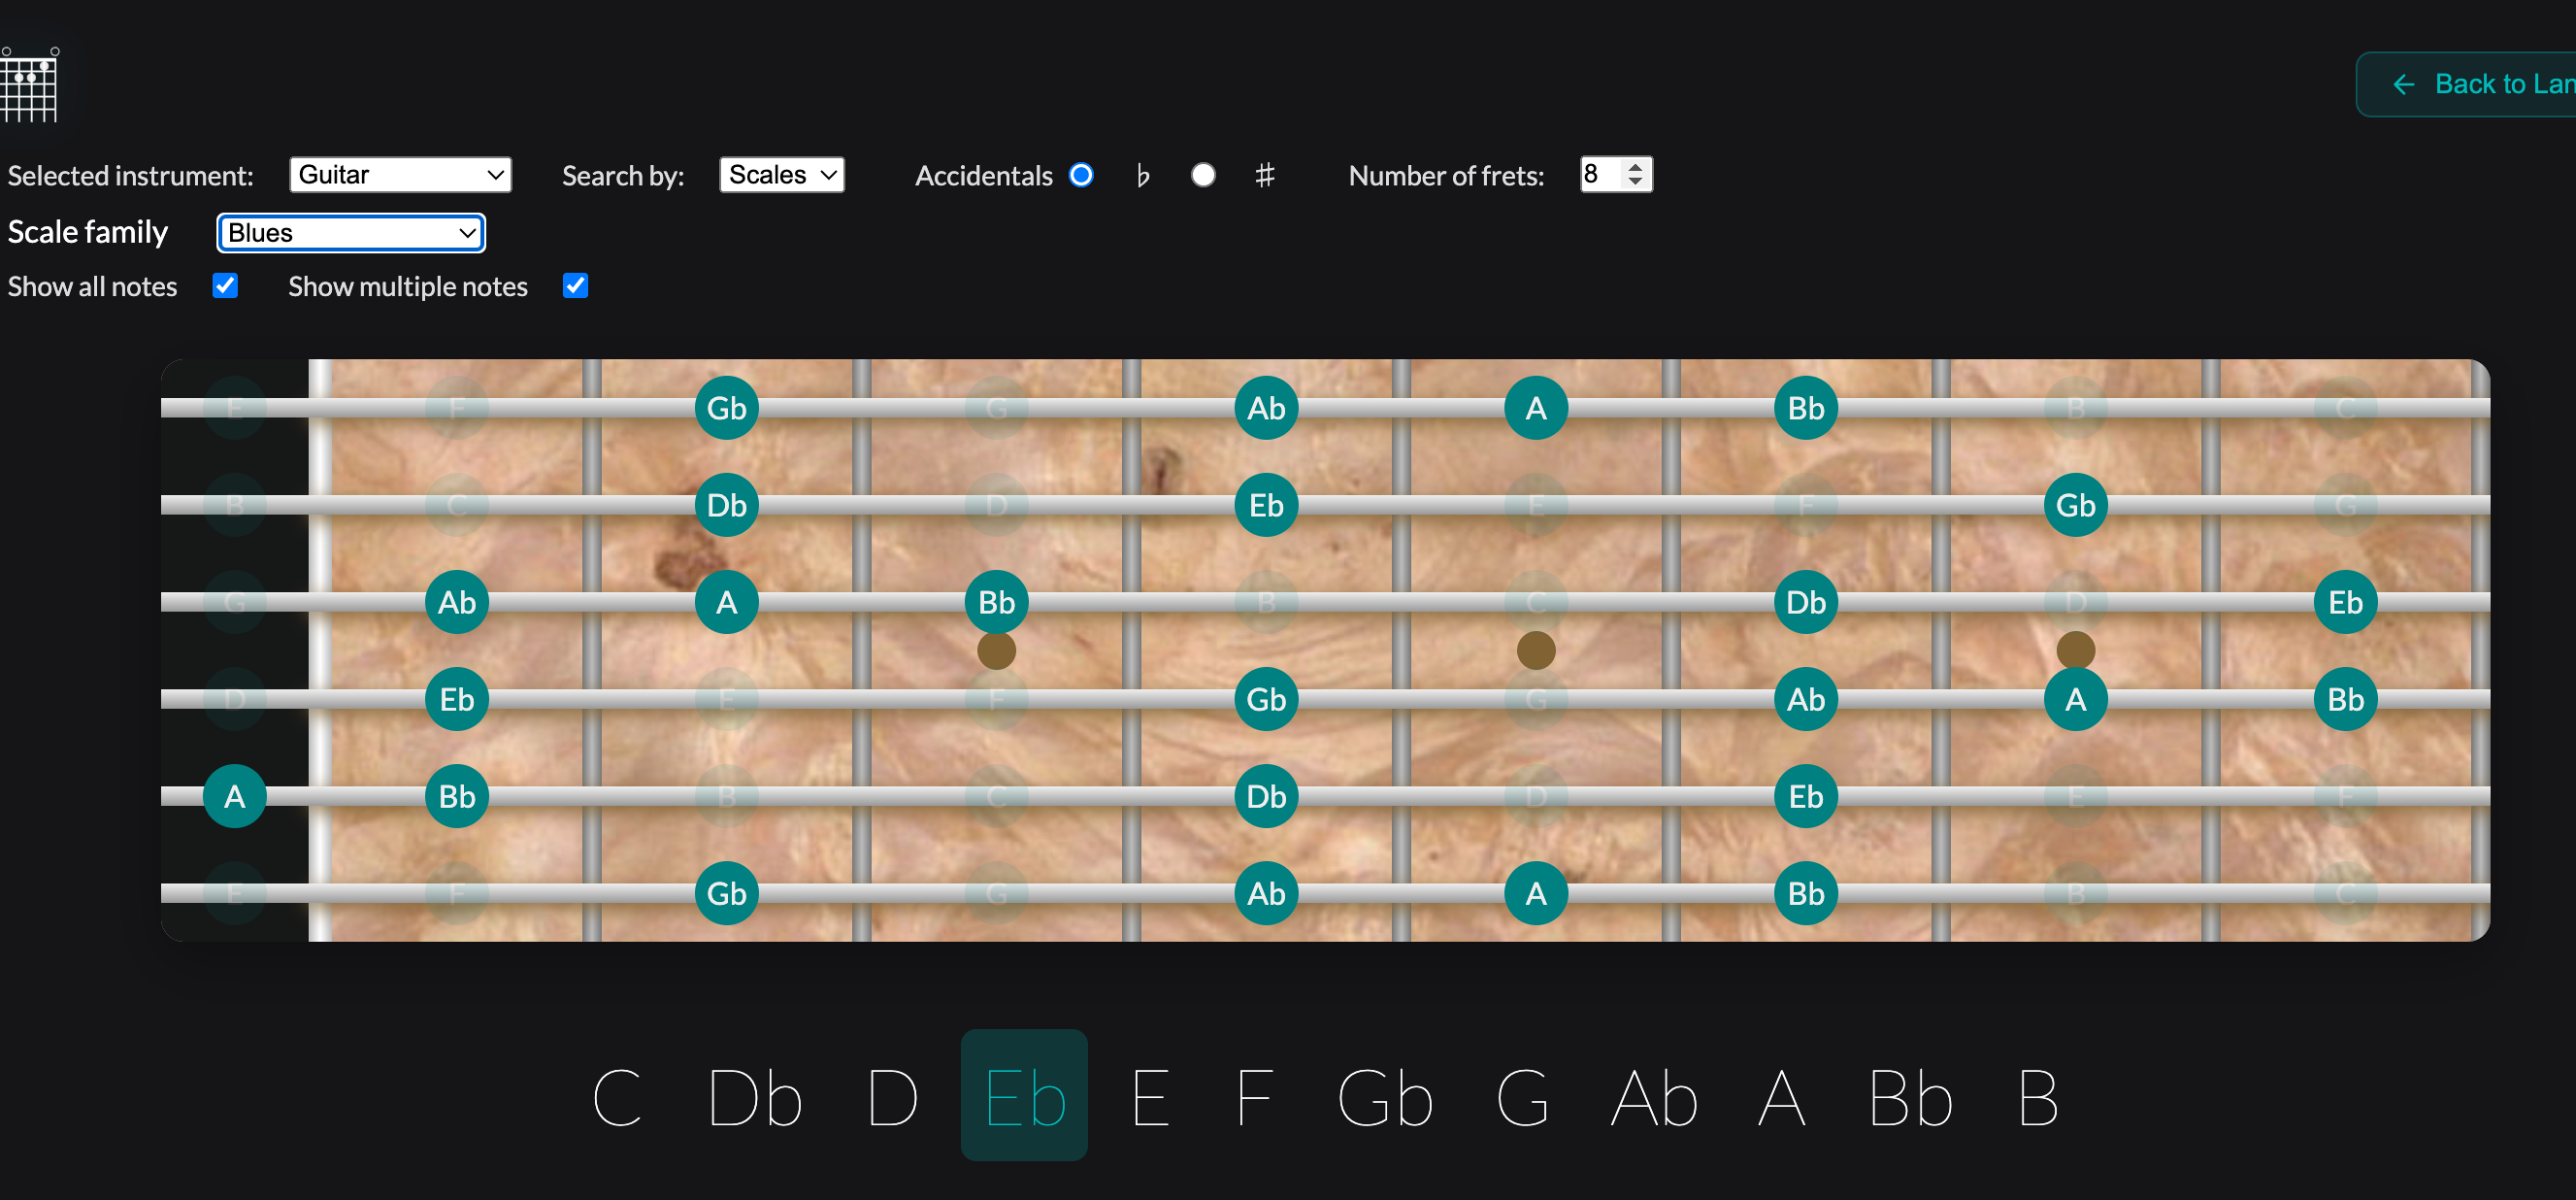 ← Back to Lan
Selected instrument: Guitar Search by: Scales Accidentals ♭ ♯ Number of frets: 8
Scale family Blues
Show all notes Show multiple notes
E F Gb G Ab A Bb B C
B C Db D Eb E F Gb G
G Ab A Bb B C Db D Eb
D Eb E F Gb G Ab A Bb
A Bb B C Db D Eb E F
E F Gb G Ab A Bb B C
C Db D Eb E F Gb G Ab A Bb B